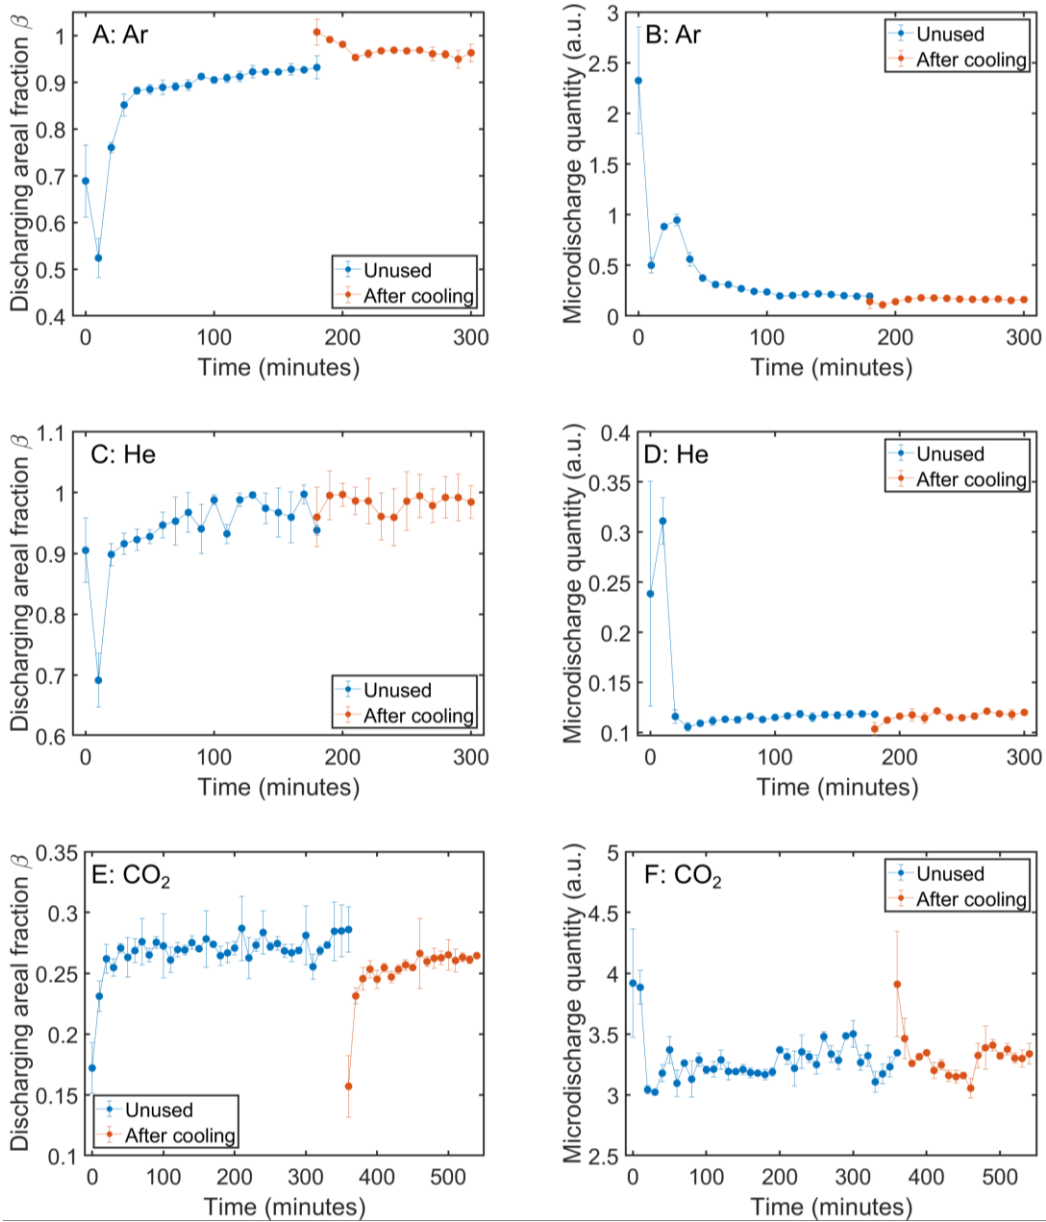 A: Ar
Discharging areal fraction β
1
0.9
0.8
0.7
0.6
0.5
0.4
0 100 200 300
Time (minutes)
Unused
After cooling
B: Ar
Microdischarge quantity (a.u.)
3
2.5
2
1.5
1
0.5
0
0 100 200 300
Time (minutes)
Unused
After cooling
C: He
Discharging areal fraction β
1.1
1
0.9
0.8
0.7
0.6
0 100 200 300
Time (minutes)
Unused
After cooling
D: He
Microdischarge quantity (a.u.)
0.4
0.35
0.3
0.25
0.2
0.15
0.1
0 100 200 300
Time (minutes)
Unused
After cooling
E: CO₂
Discharging areal fraction β
0.35
0.3
0.25
0.2
0.15
0.1
0 100 200 300 400 500
Time (minutes)
Unused
After cooling
F: CO₂
Microdischarge quantity (a.u.)
5
4.5
4
3.5
3
2.5
0 100 200 300 400 500
Time (minutes)
Unused
After cooling